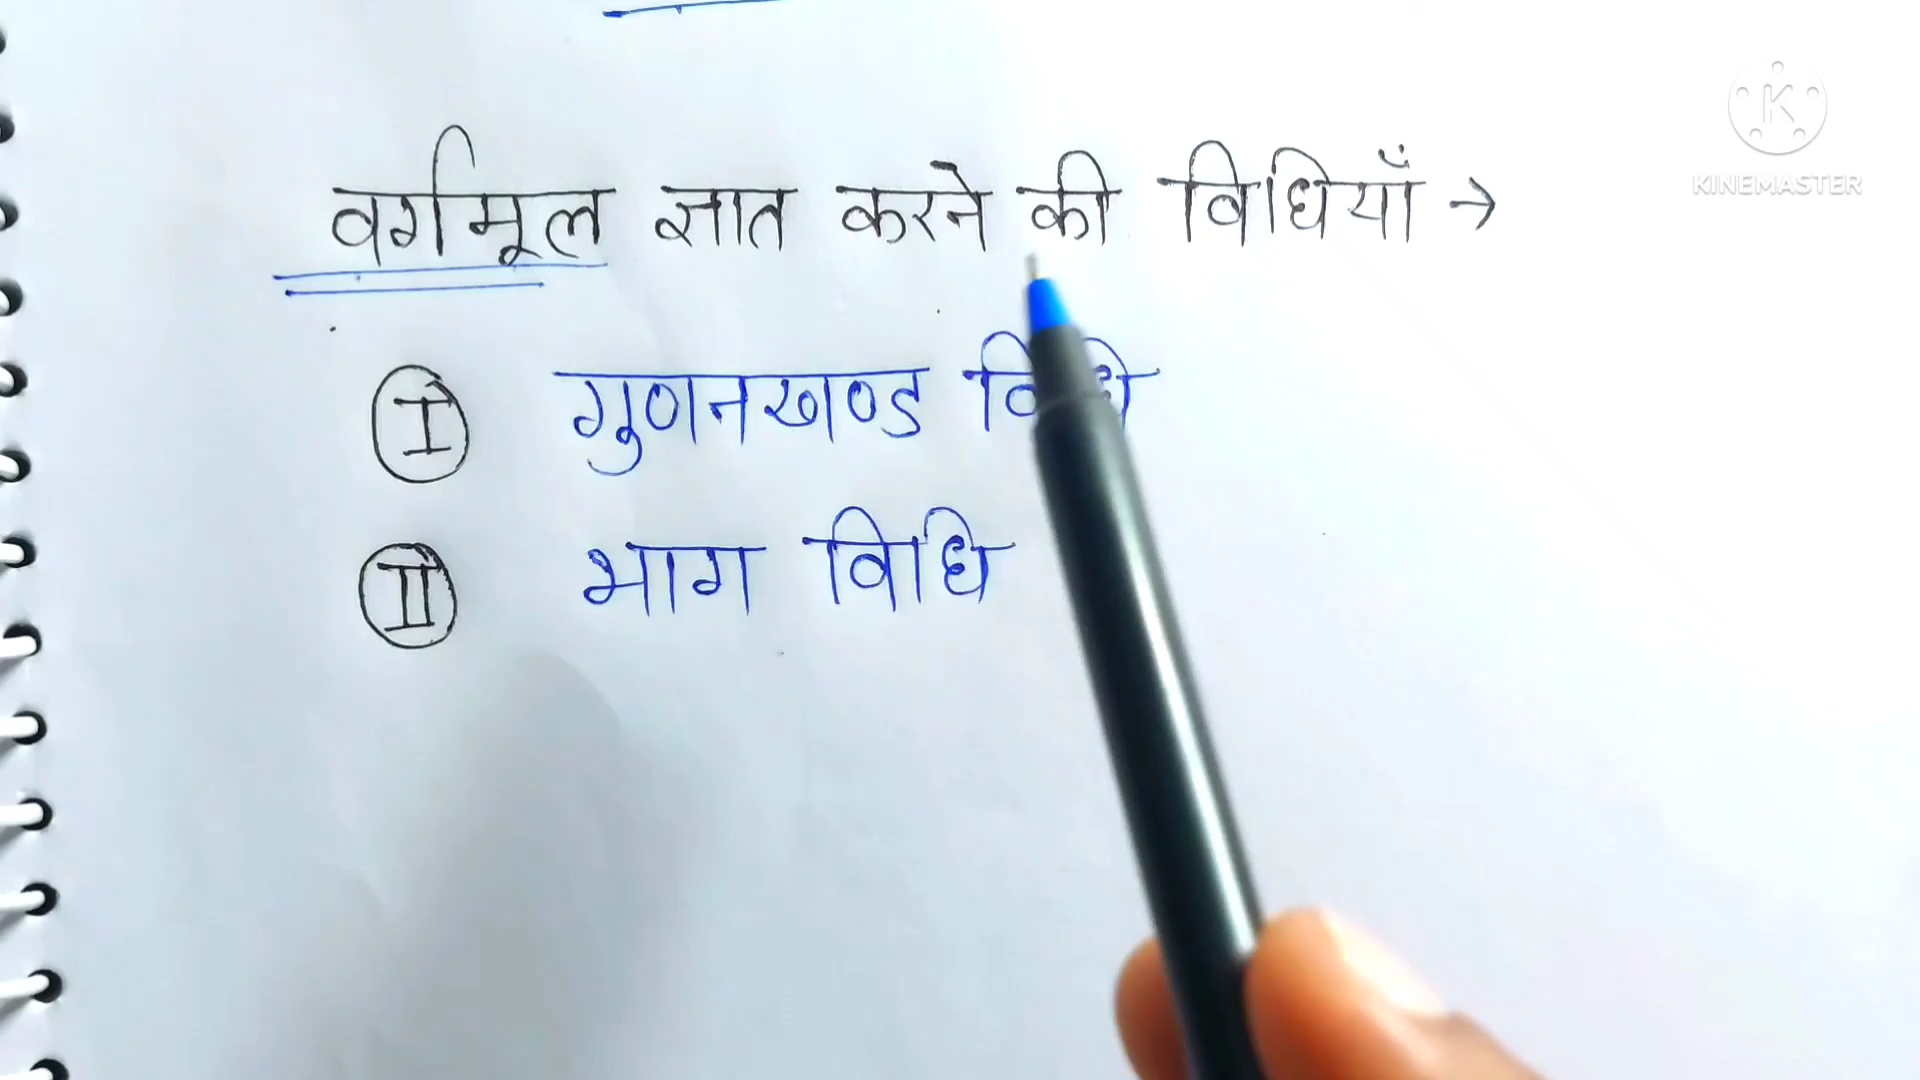 वर्गमूल ज्ञात करने की विधियाँ →
I गुणनखण्ड विधि
II भाग विधि
KINEMASTER